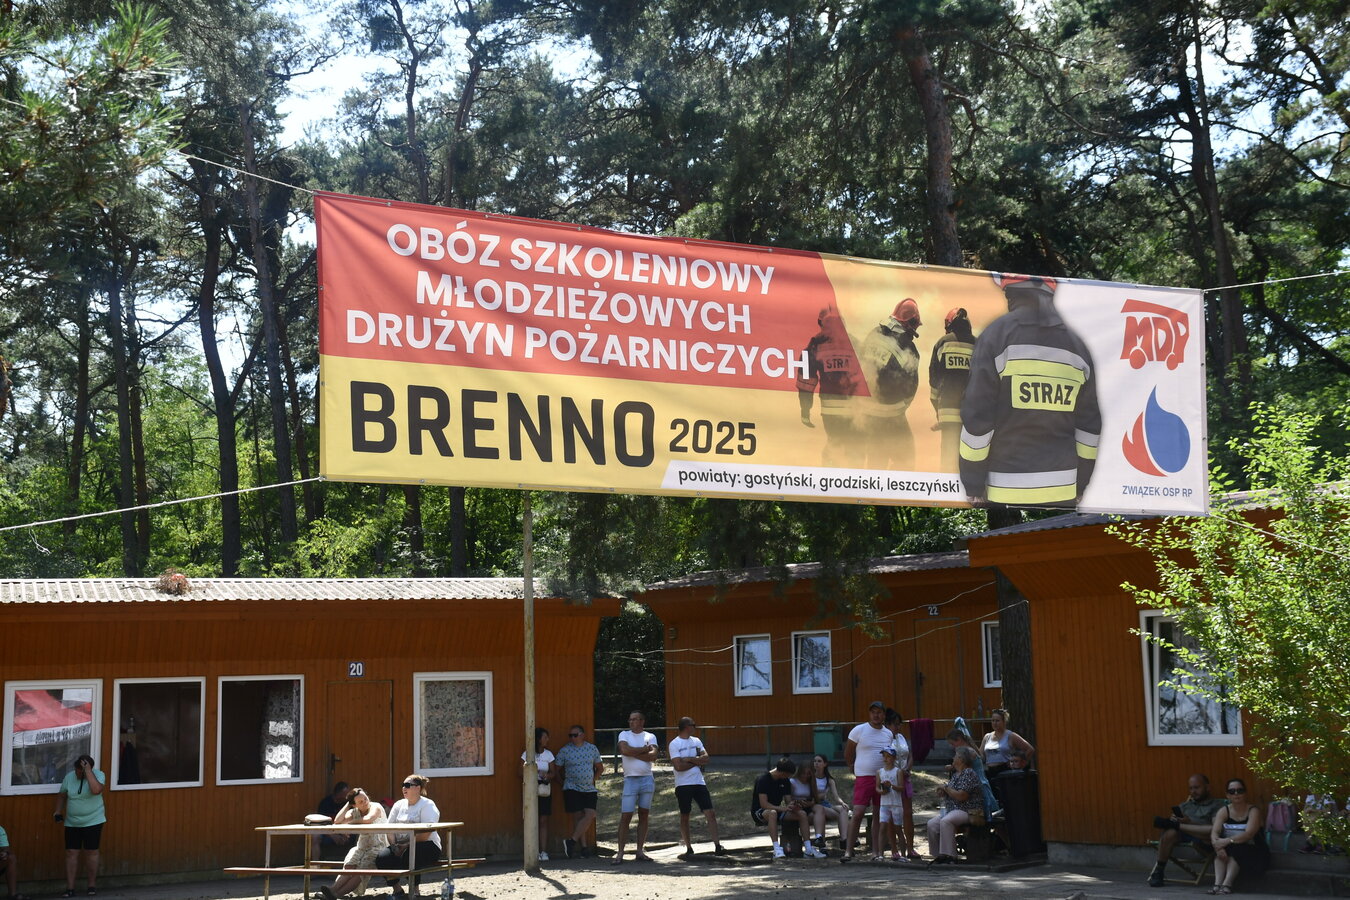 OBÓZ SZKOLENIOWY
MŁODZIEŻOWYCH
DRUŻYN POŻARNICZYCH
BRENNO 2025
powiaty: gostyński, grodziski, leszczyński
STRA
STRAŻ
STRAŻ
MDP
ZWIĄZEK OSP RP
20
22